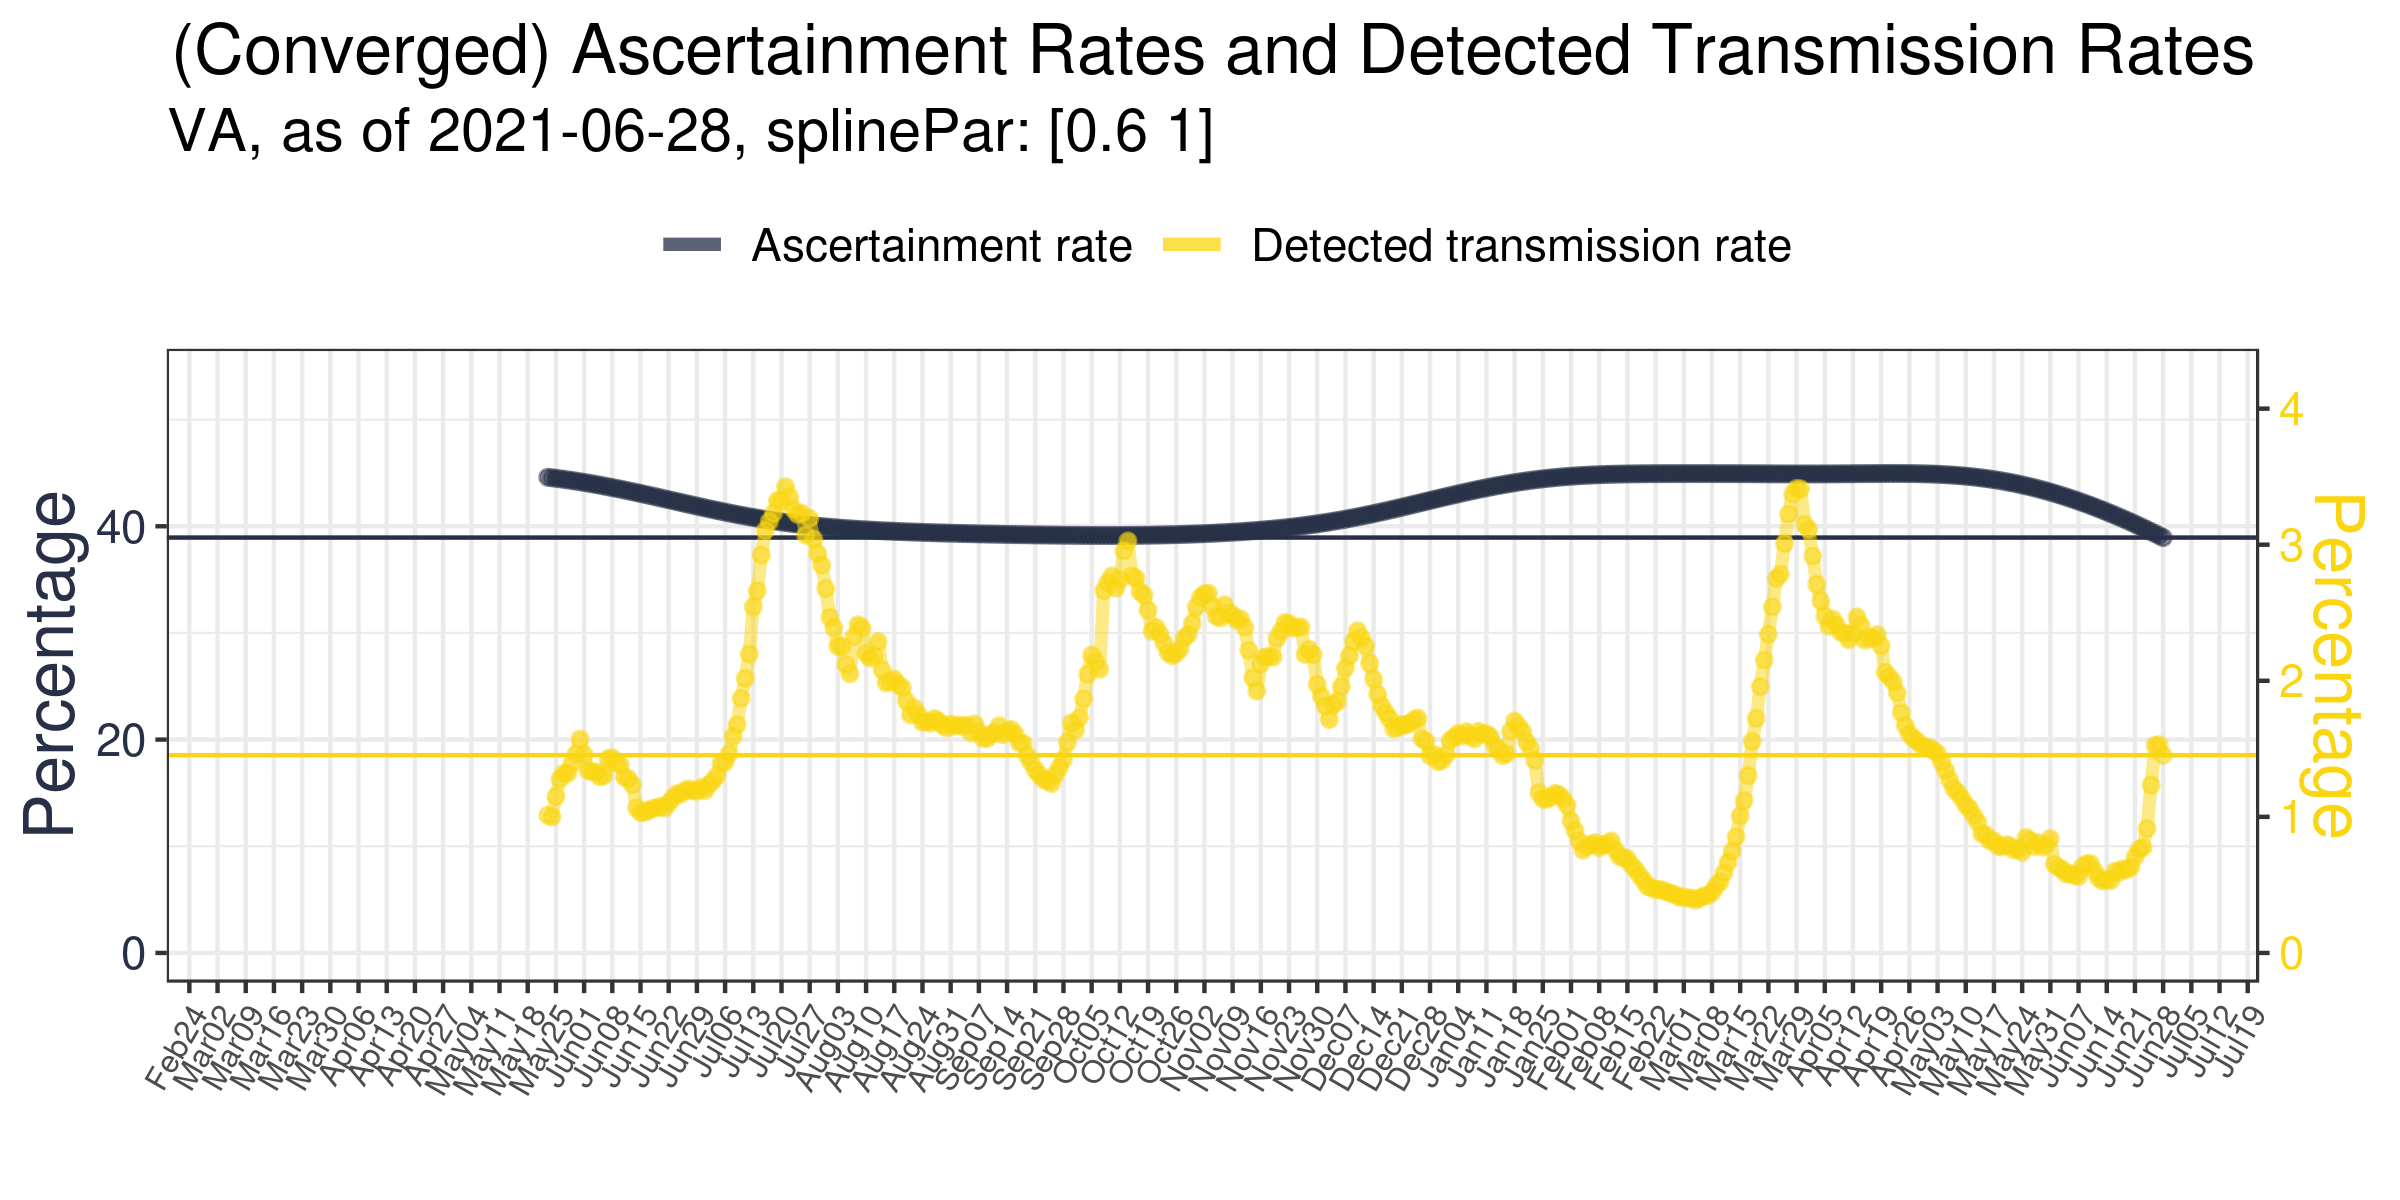 (Converged) Ascertainment Rates and Detected Transmission Rates
VA, as of 2021-06-28, splinePar: [0.6 1]
Ascertainment rate
Detected transmission rate
Percentage
40
20
0
4
3
2
1
0
Percentage
Feb24
Mar02
Mar09
Mar16
Mar23
Mar30
Apr06
Apr13
Apr20
Apr27
May04
May11
May18
May25
Jun01
Jun08
Jun15
Jun22
Jun29
Jul06
Jul13
Jul20
Jul27
Aug03
Aug10
Aug17
Aug24
Aug31
Sep07
Sep14
Sep21
Sep28
Oct05
Oct12
Oct19
Oct26
Nov02
Nov09
Nov16
Nov23
Nov30
Dec07
Dec14
Dec21
Dec28
Jan04
Jan11
Jan18
Jan25
Feb01
Feb08
Feb15
Feb22
Mar01
Mar08
Mar15
Mar22
Mar29
Apr05
Apr12
Apr19
Apr26
May03
May10
May17
May24
May31
Jun07
Jun14
Jun21
Jun28
Jul05
Jul12
Jul19